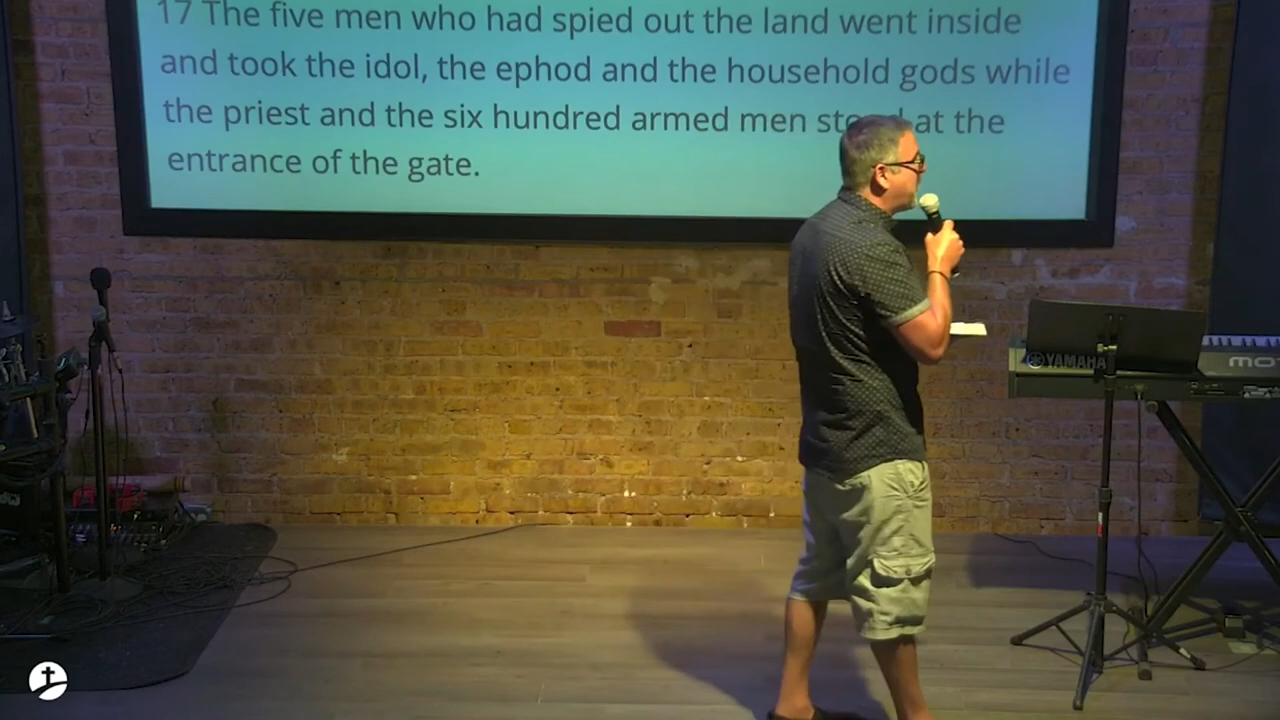 17 The five men who had spied out the land went inside
and took the idol, the ephod and the household gods while
the priest and the six hundred armed men at the
entrance of the gate.
YAMAHA